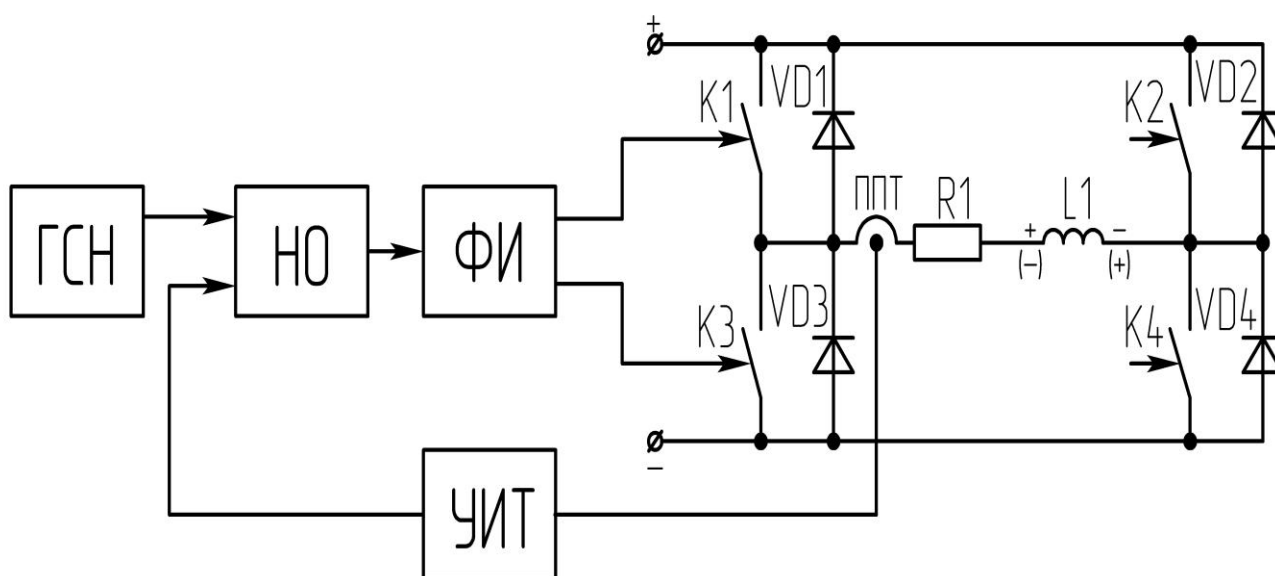 +
VD1
VD2
K1
K2
ППТ
R1
L1
ГСН
НО
ФИ
+
−
(−)
(+)
VD3
VD4
K3
K4
−
УИТ